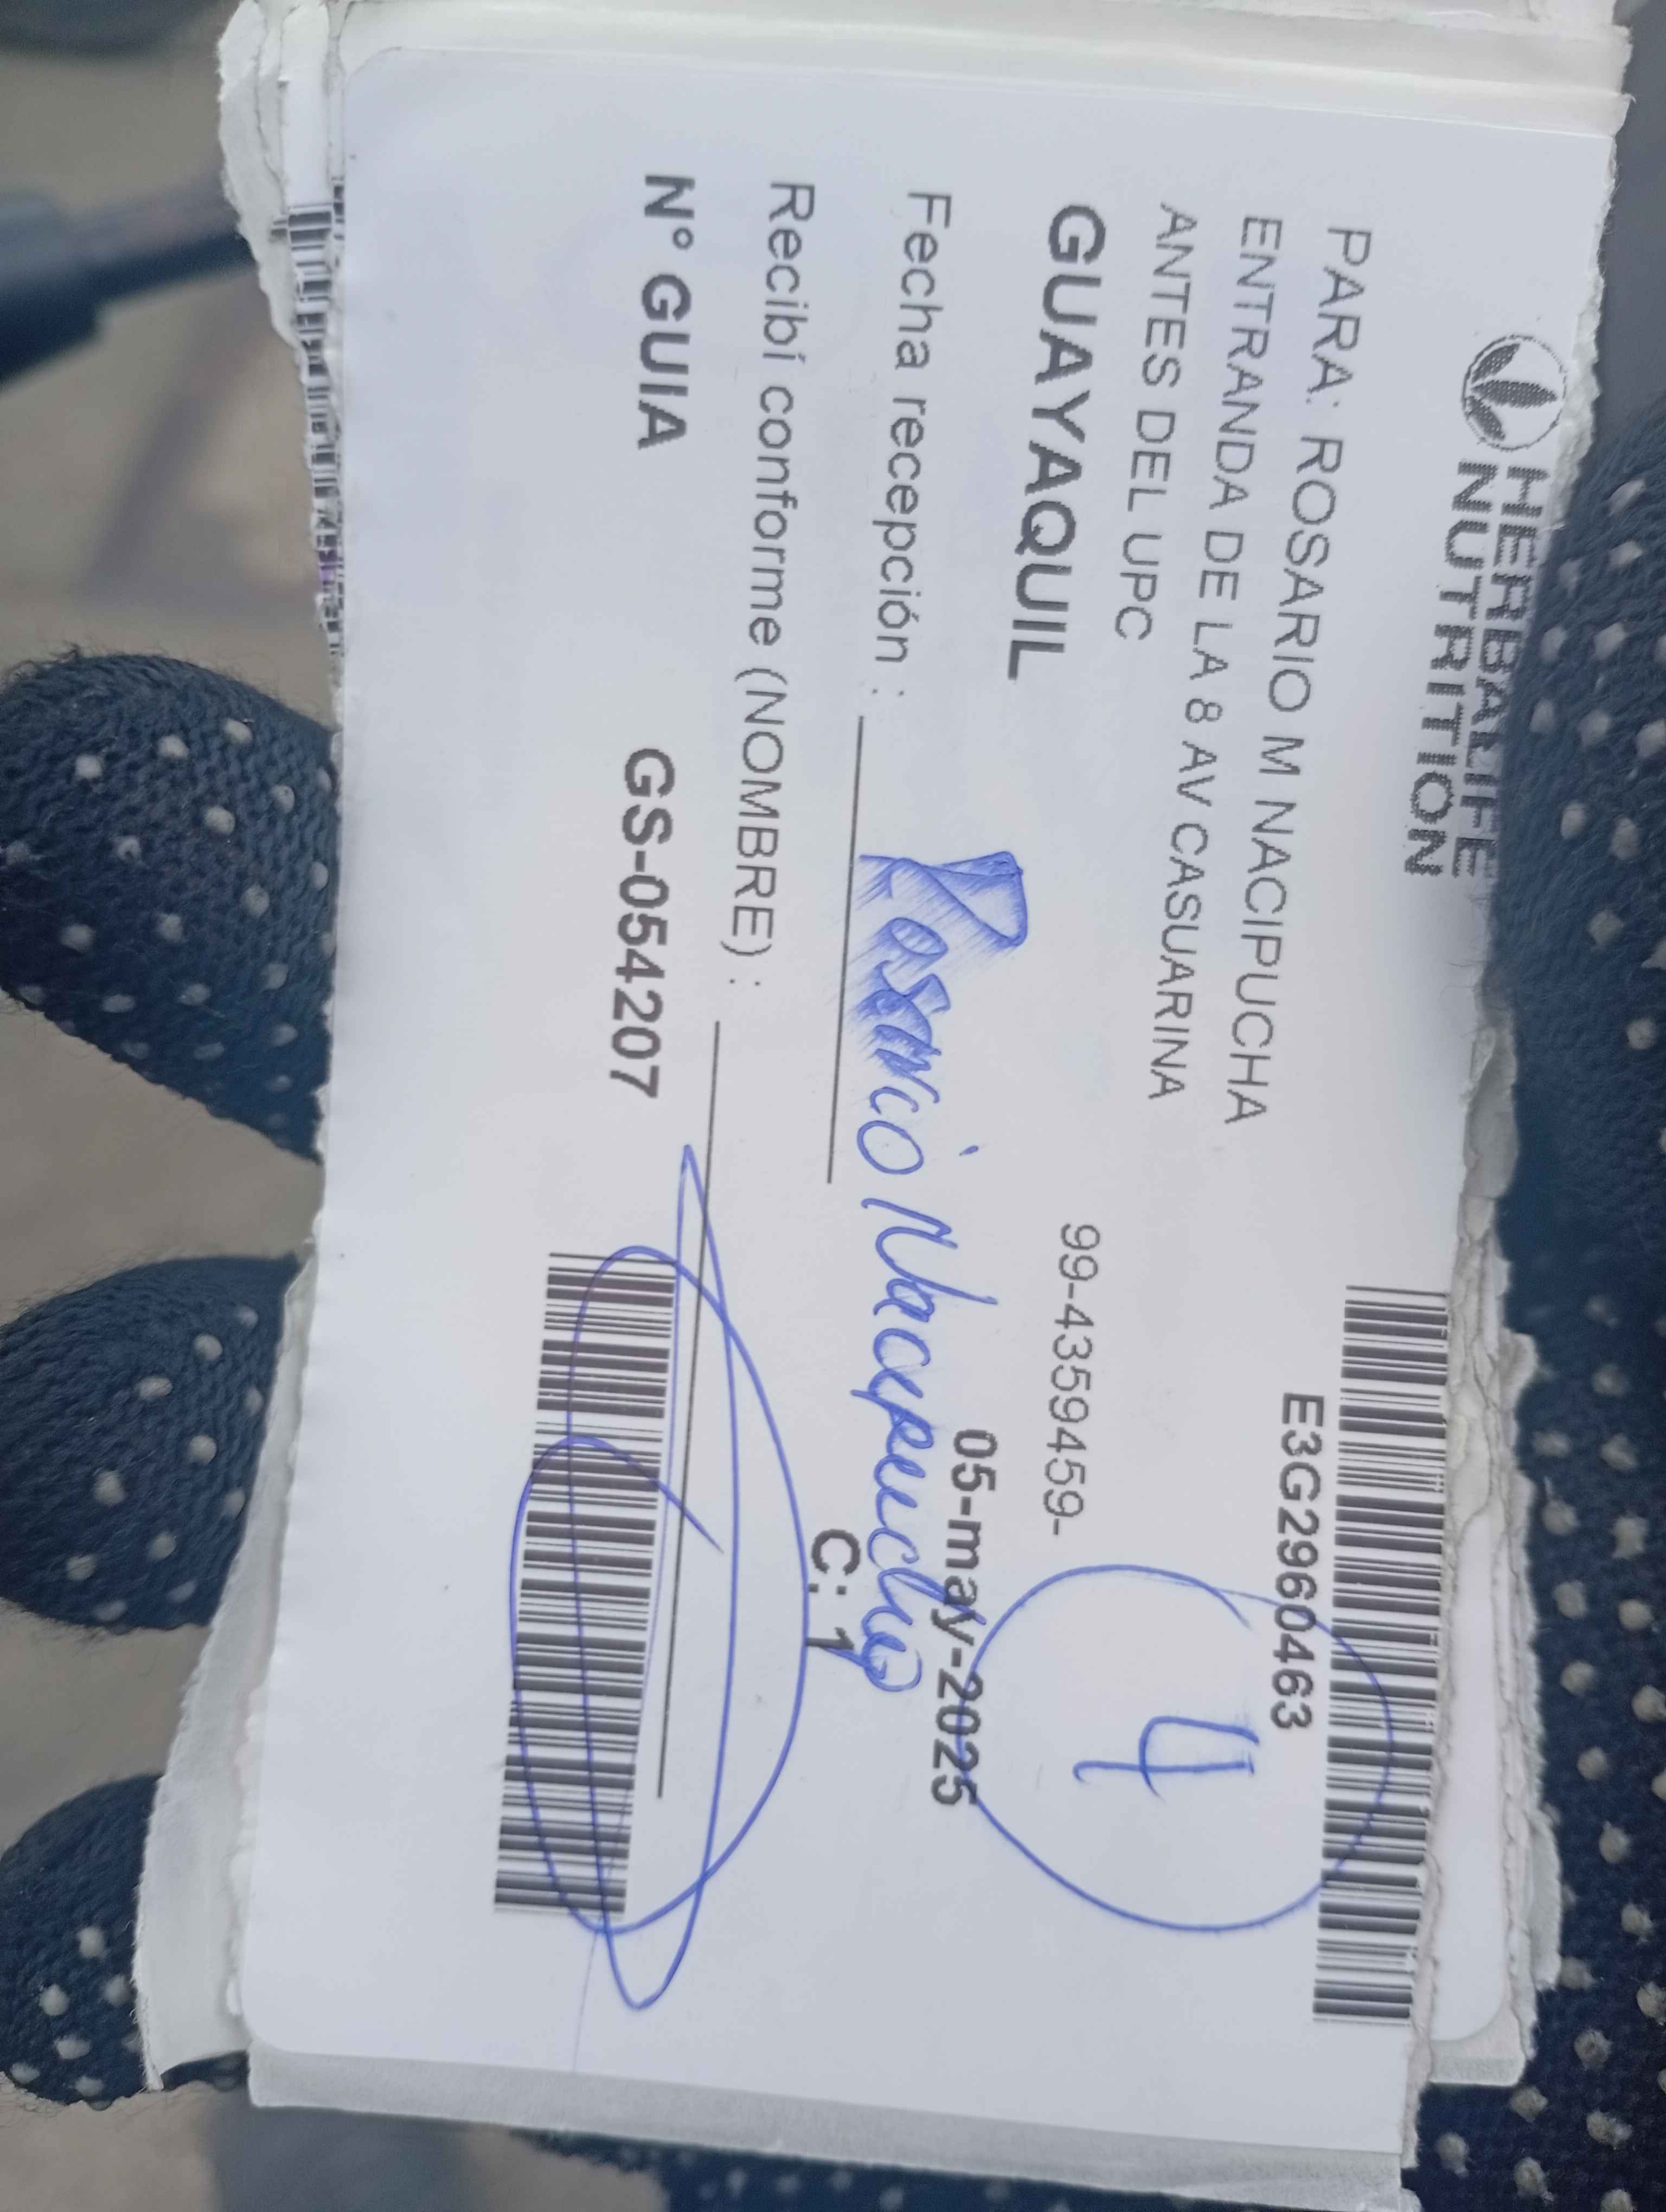 HERBALIFE
NUTRITION
E3G2960463
PARA: ROSARIO M NACIPUCHA
ENTRANDA DE LA 8 AV CASUARINA
ANTES DEL UPC
99-4359459-
4
GUAYAQUIL
05-may-2025
Fecha recepción :
Rosario Nacipucha
C: 1
Recibí conforme (NOMBRE) :
N° GUIA GS-054207